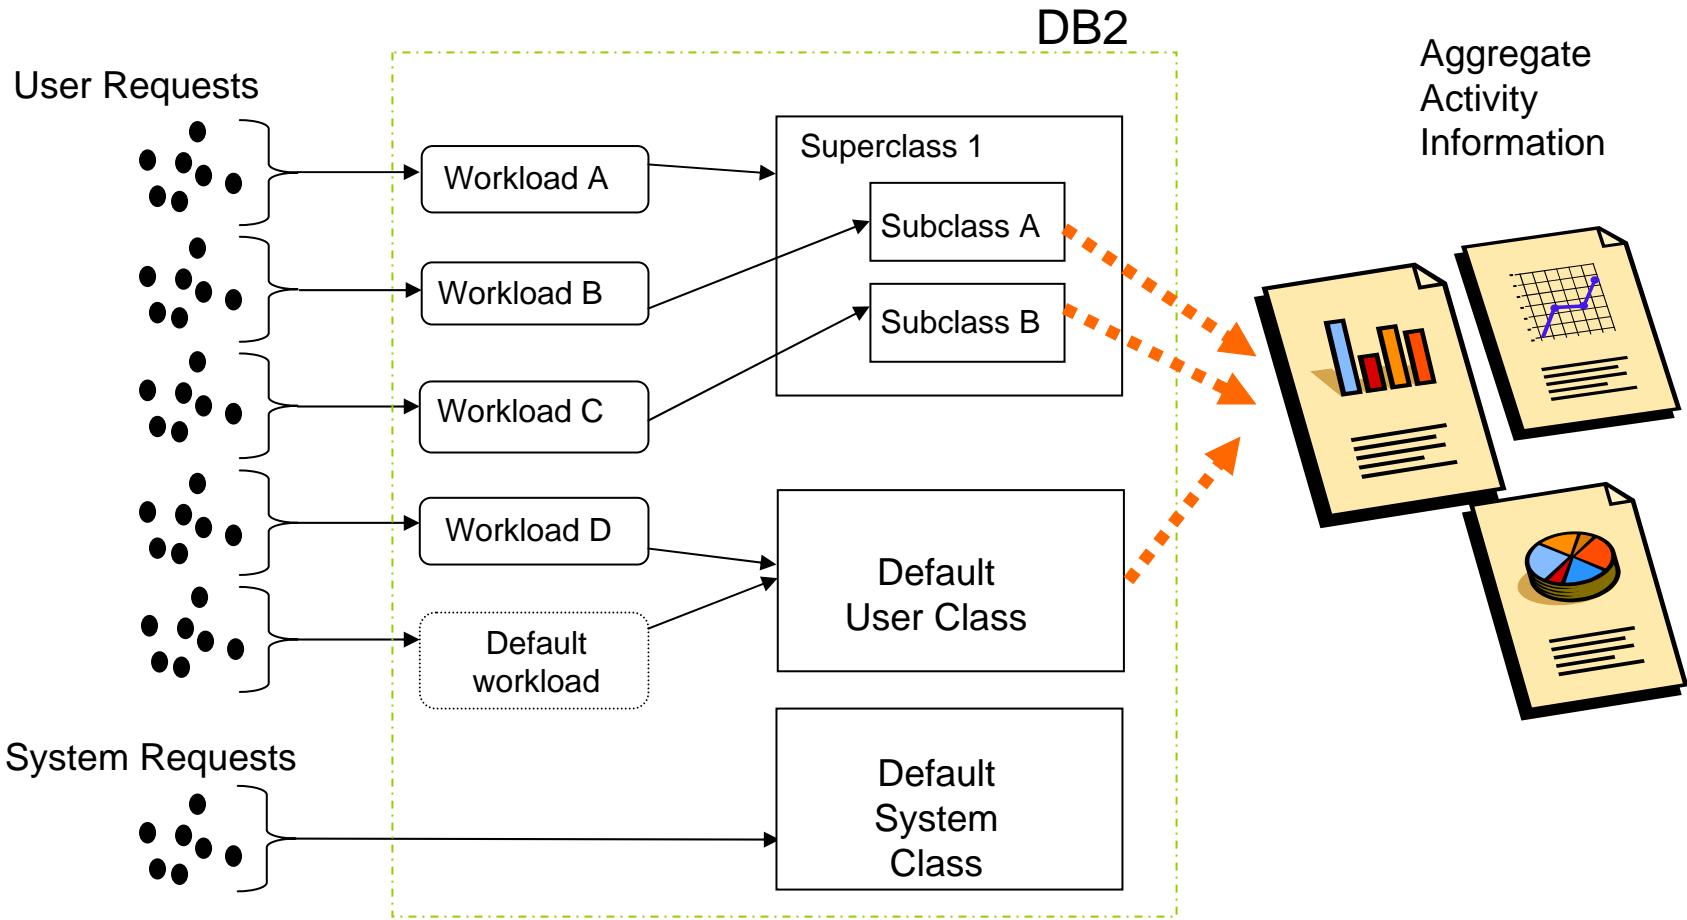 DB2
User Requests
Aggregate
Activity
Information
Superclass 1
Workload A
Subclass A
Workload B
Subclass B
Workload C
Workload D
Default
User Class
Default
workload
System Requests
Default
System
Class